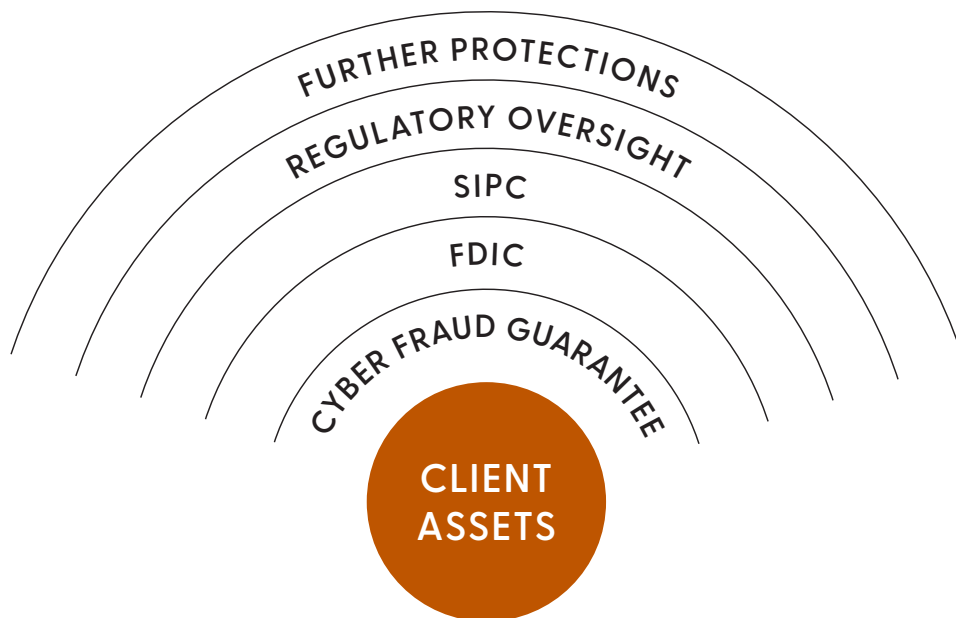 FURTHER PROTECTIONS
REGULATORY OVERSIGHT
SIPC
FDIC
CYBER FRAUD GUARANTEE
CLIENT
ASSETS